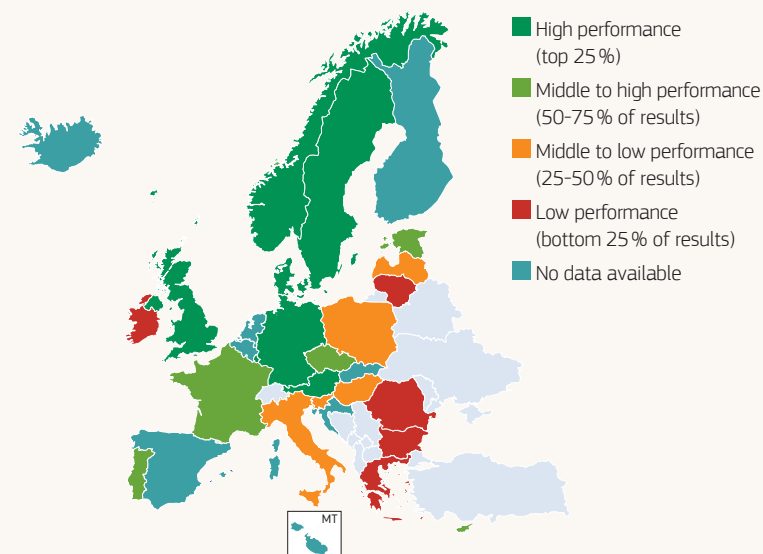 High performance
(top 25 %)
Middle to high performance
(50-75 % of results)
Middle to low performance
(25-50 % of results)
Low performance
(bottom 25 % of results)
No data available
MT